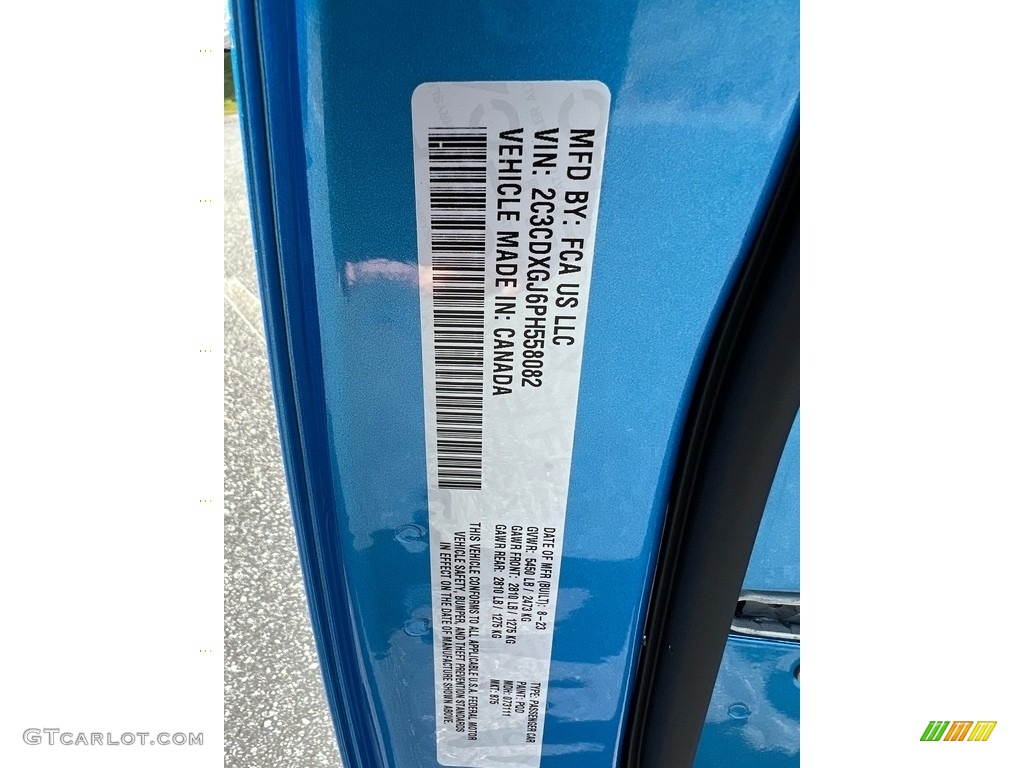 MFD BY: FCA US LLC
VIN: 2C3CDXGJ6PH558082
VEHICLE MADE IN: CANADA
DATE OF MFR (BUILT): 8-23
GVWR: 5450 LB / 2473 KG
GAWR FRONT: 2810 LB / 1275 KG
GAWR REAR: 2810 LB / 1275 KG
TYPE: PASSENGER CAR
PAINT: PQD
MDH: 073111
MKT: 975
THIS VEHICLE CONFORMS TO ALL APPLICABLE U.S.A. FEDERAL MOTOR
VEHICLE SAFETY, BUMPER, AND THEFT PREVENTION STANDARDS
IN EFFECT ON THE DATE OF MANUFACTURE SHOWN ABOVE.
GTCarLot.com